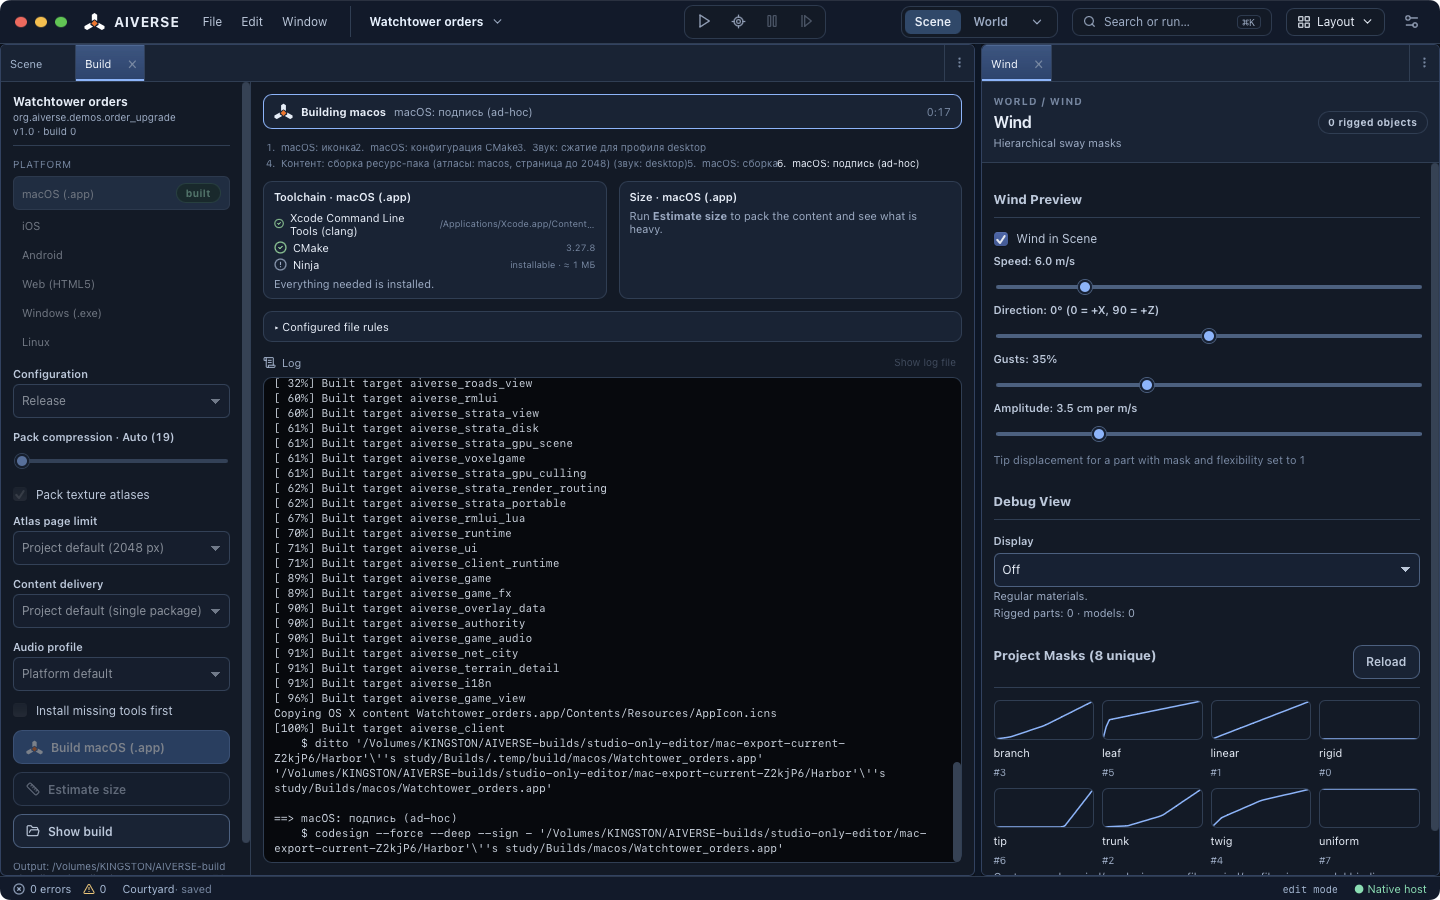 AIVERSE File Edit Window Watchtower orders Scene World Search or run... ⌘K Layout
Scene Build Wind
Watchtower orders
org.aiverse.demos.order_upgrade
v1.0 · build 0
PLATFORM
macOS (.app) built
iOS
Android
Web (HTML5)
Windows (.exe)
Linux
Configuration
Release
Pack compression · Auto (19)
Pack texture atlases
Atlas page limit
Project default (2048 px)
Content delivery
Project default (single package)
Audio profile
Platform default
Install missing tools first
Build macOS (.app)
Estimate size
Show build
Output: /Volumes/KINGSTON/AIVERSE-build
Building macos macOS: подпись (ad-hoc) 0:17
1. macOS: иконка2. macOS: конфигурация CMake3. Звук: сжатие для профиля desktop
4. Контент: сборка ресурс-пака (атласы: macos, страница до 2048) (звук: desktop)5. macOS: сборка6. macOS: подпись (ad-hoc)
Toolchain · macOS (.app)
Xcode Command Line
Tools (clang) /Applications/Xcode.app/Content...
CMake 3.27.8
Ninja installable · ≈ 1 МБ
Everything needed is installed.
Size · macOS (.app)
Run Estimate size to pack the content and see what is
heavy.
Configured file rules
Log Show log file
[ 32%] Built target aiverse_roads_view
[ 60%] Built target aiverse_rmlui
[ 60%] Built target aiverse_strata_view
[ 61%] Built target aiverse_strata_disk
[ 61%] Built target aiverse_strata_gpu_scene
[ 61%] Built target aiverse_voxelgame
[ 61%] Built target aiverse_strata_gpu_culling
[ 62%] Built target aiverse_strata_render_routing
[ 62%] Built target aiverse_strata_portable
[ 67%] Built target aiverse_rmlui_lua
[ 70%] Built target aiverse_runtime
[ 71%] Built target aiverse_ui
[ 71%] Built target aiverse_client_runtime
[ 89%] Built target aiverse_game
[ 89%] Built target aiverse_game_fx
[ 90%] Built target aiverse_overlay_data
[ 90%] Built target aiverse_authority
[ 90%] Built target aiverse_game_audio
[ 91%] Built target aiverse_net_city
[ 91%] Built target aiverse_terrain_detail
[ 91%] Built target aiverse_i18n
[ 96%] Built target aiverse_game_view
Copying OS X content Watchtower_orders.app/Contents/Resources/AppIcon.icns
[100%] Built target aiverse_client
$ ditto '/Volumes/KINGSTON/AIVERSE-builds/studio-only-editor/mac-export-current-
Z2kjP6/Harbor'\''s study/Builds/.temp/build/macos/Watchtower_orders.app'
'/Volumes/KINGSTON/AIVERSE-builds/studio-only-editor/mac-export-current-Z2kjP6/Harbor'\''s
study/Builds/macos/Watchtower_orders.app'
==> macOS: подпись (ad-hoc)
$ codesign --force --deep --sign - '/Volumes/KINGSTON/AIVERSE-builds/studio-only-editor/mac-
export-current-Z2kjP6/Harbor'\''s study/Builds/macos/Watchtower_orders.app'
WORLD / WIND
Wind
Hierarchical sway masks
0 rigged objects
Wind Preview
Wind in Scene
Speed: 6.0 m/s
Direction: 0° (0 = +X, 90 = +Z)
Gusts: 35%
Amplitude: 3.5 cm per m/s
Tip displacement for a part with mask and flexibility set to 1
Debug View
Display
Off
Regular materials.
Rigged parts: 0 · models: 0
Project Masks (8 unique) Reload
branch leaf linear rigid
#3 #5 #1 #0
tip trunk twig uniform
#6 #2 #4 #7
0 errors 0 Courtyard · saved edit mode Native host